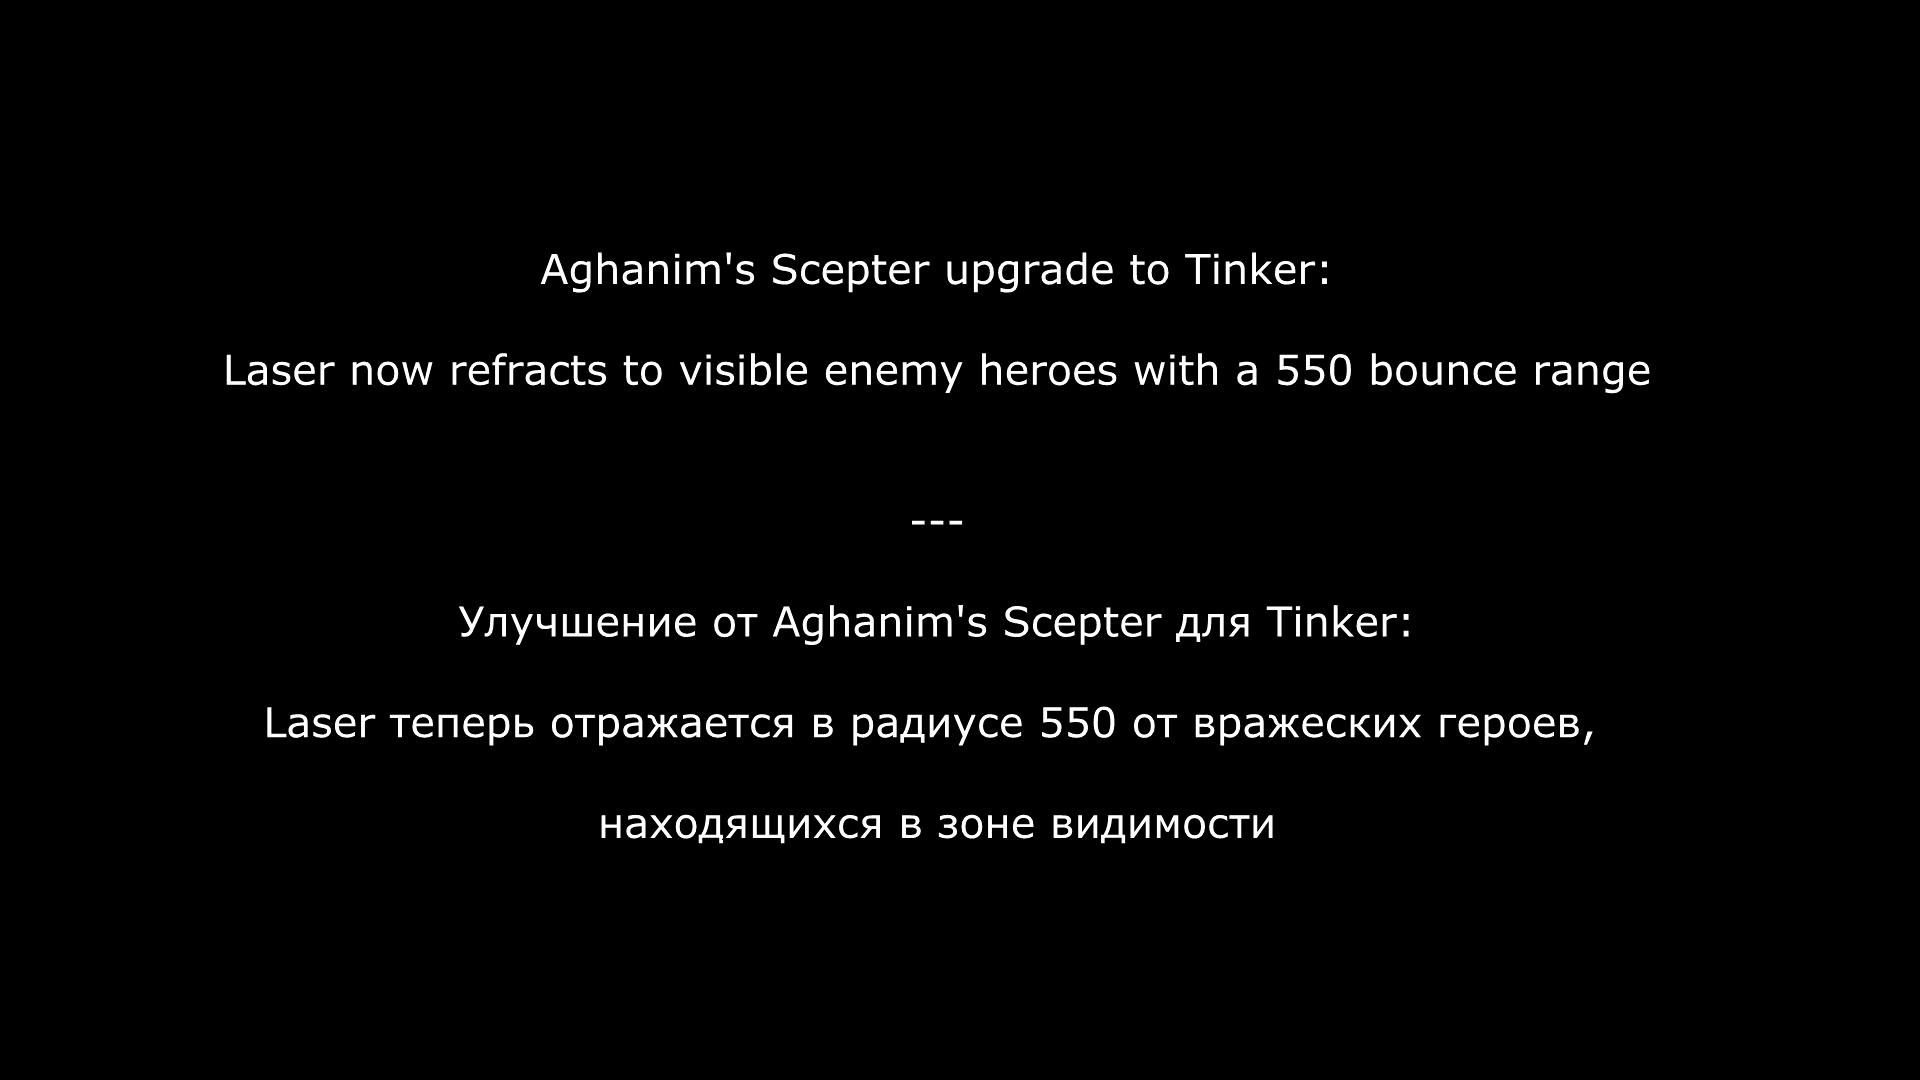 Aghanim's Scepter upgrade to Tinker:
Laser now refracts to visible enemy heroes with a 550 bounce range
---
Улучшение от Aghanim's Scepter для Tinker:
Laser теперь отражается в радиусе 550 от вражеских героев,
находящихся в зоне видимости